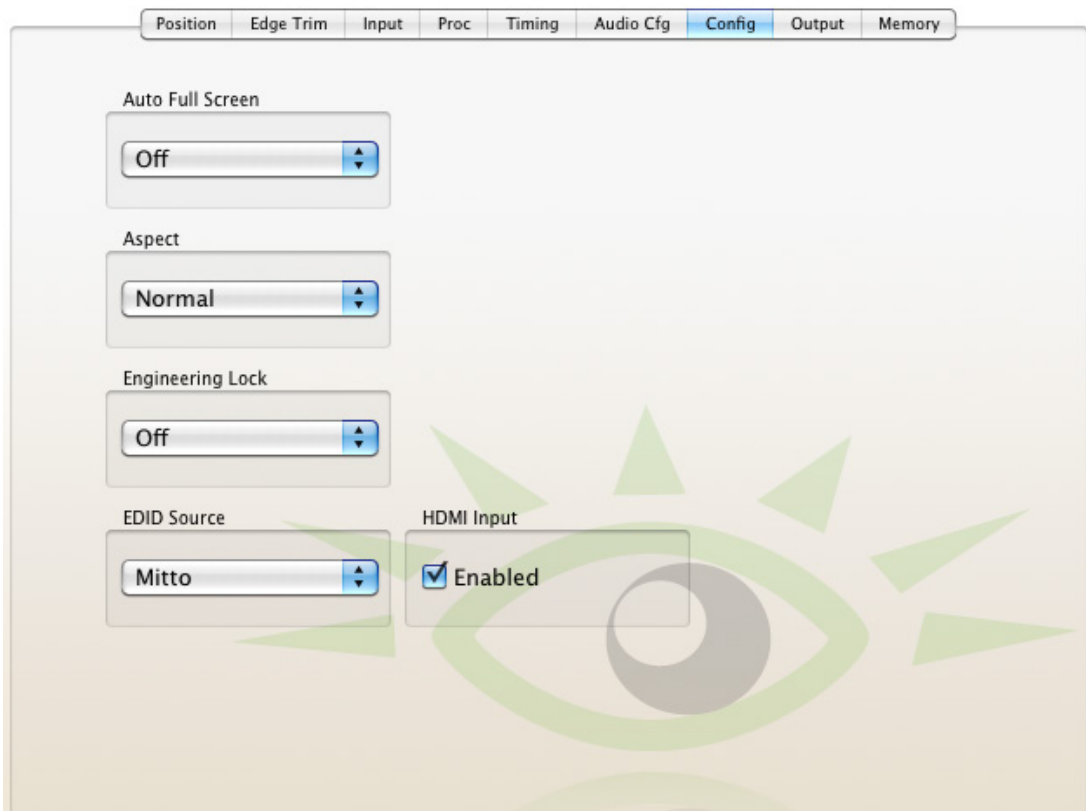 Position Edge Trim Input Proc Timing Audio Cfg Config Output Memory
Auto Full Screen
Off
Aspect
Normal
Engineering Lock
Off
EDID Source HDMI Input
Mitto Enabled